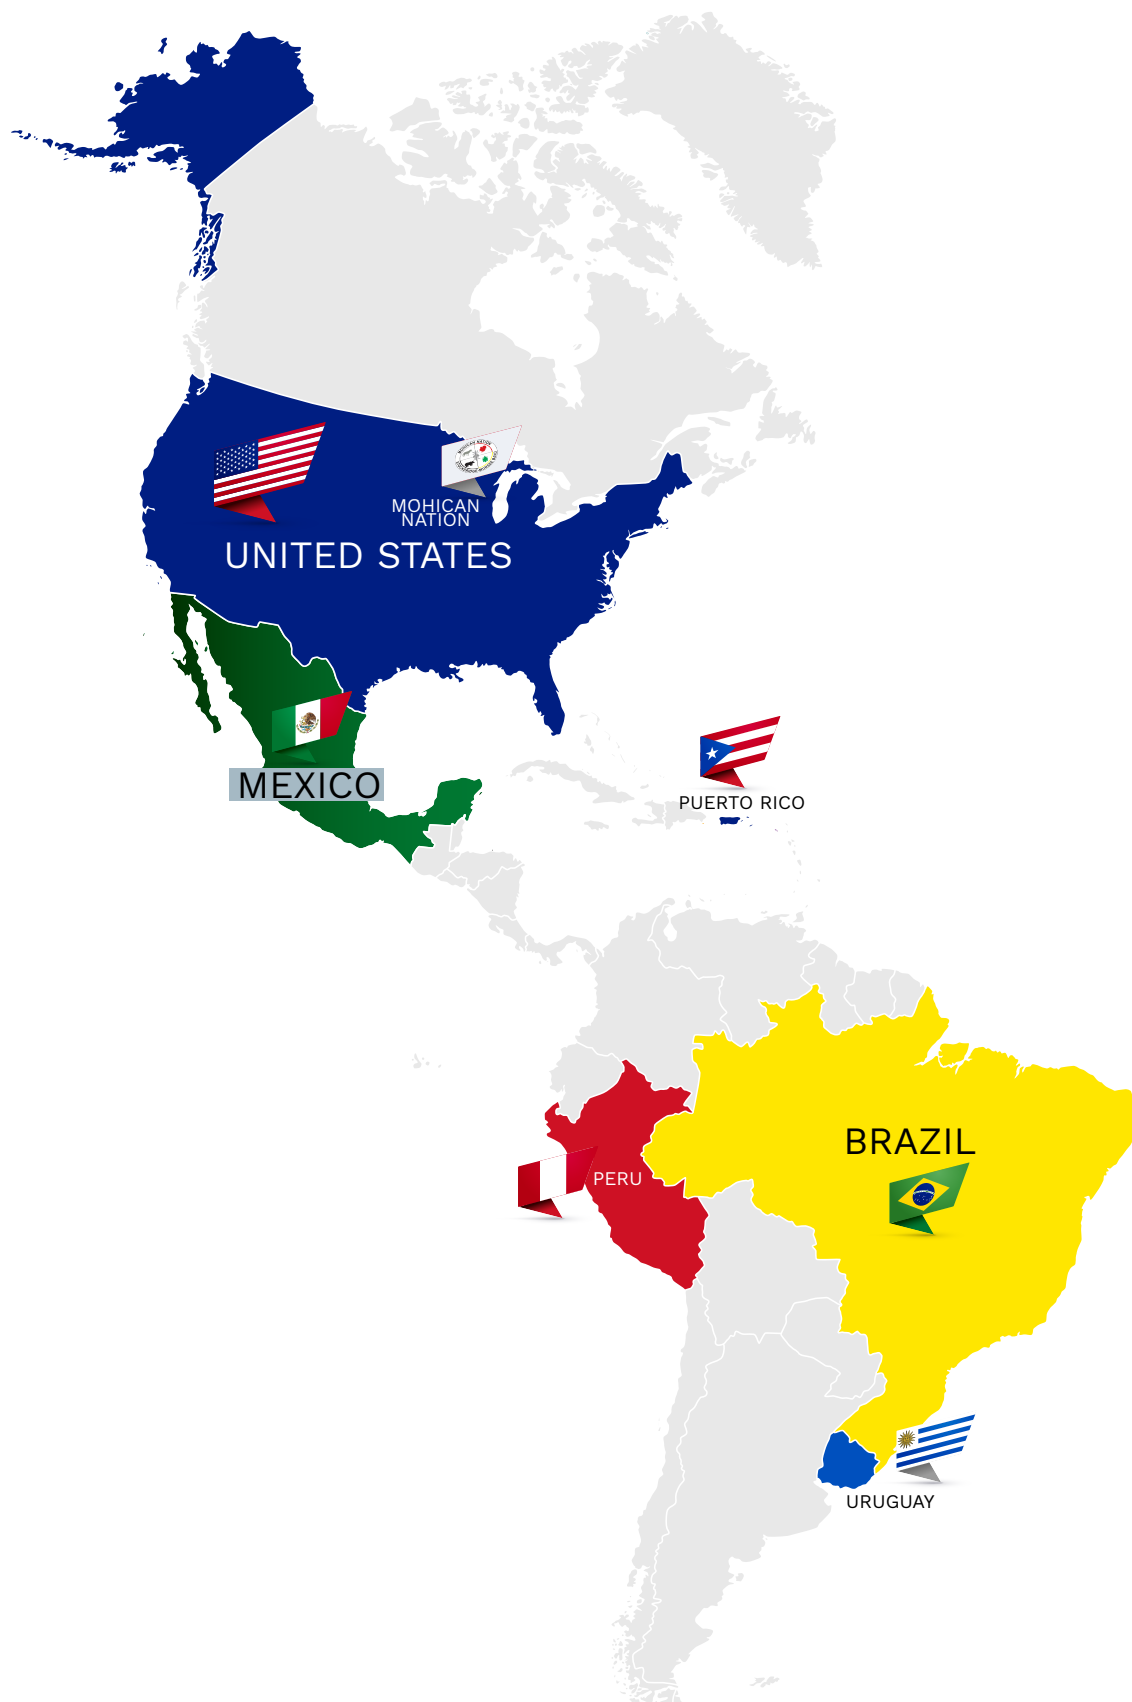 MOHICAN
NATION
UNITED STATES
MEXICO
PUERTO RICO
BRAZIL
PERU
URUGUAY